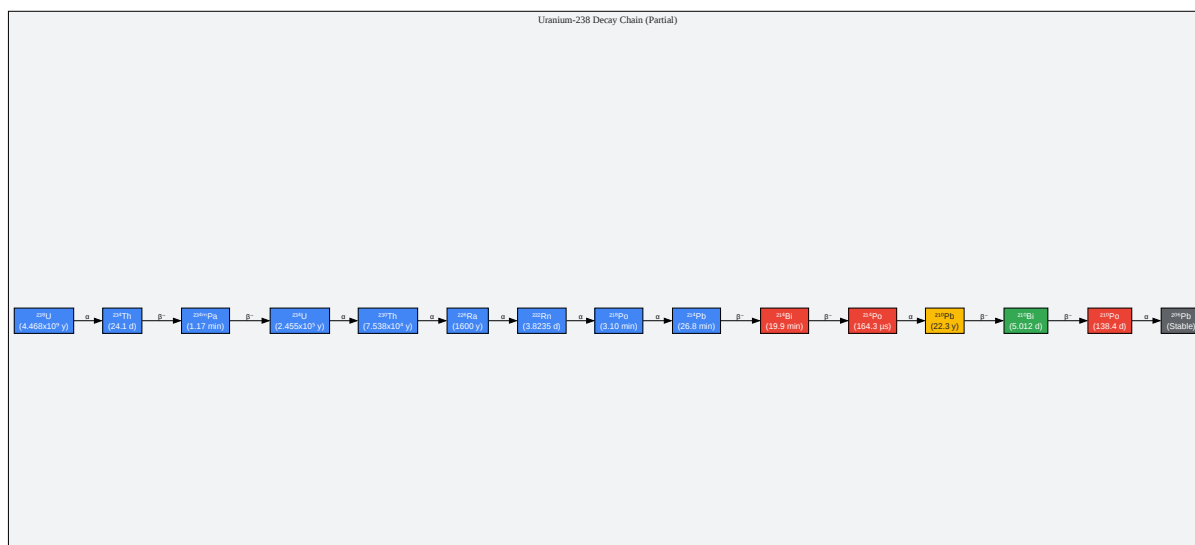 Uranium-238 Decay Chain (Partial)
²³⁸U
(4.468x10⁹ y)
α
²³⁴Th
(24.1 d)
β⁻
²³⁴ᵐPa
(1.17 min)
β⁻
²³⁴U
(2.455x10⁵ y)
α
²³⁰Th
(7.538x10⁴ y)
α
²²⁶Ra
(1600 y)
α
²²²Rn
(3.8235 d)
α
²¹⁸Po
(3.10 min)
α
²¹⁴Pb
(26.8 min)
β⁻
²¹⁴Bi
(19.9 min)
β⁻
²¹⁴Po
(164.3 µs)
α
²¹⁰Pb
(22.3 y)
β⁻
²¹⁰Bi
(5.012 d)
β⁻
²¹⁰Po
(138.4 d)
α
²⁰⁶Pb
(Stable)